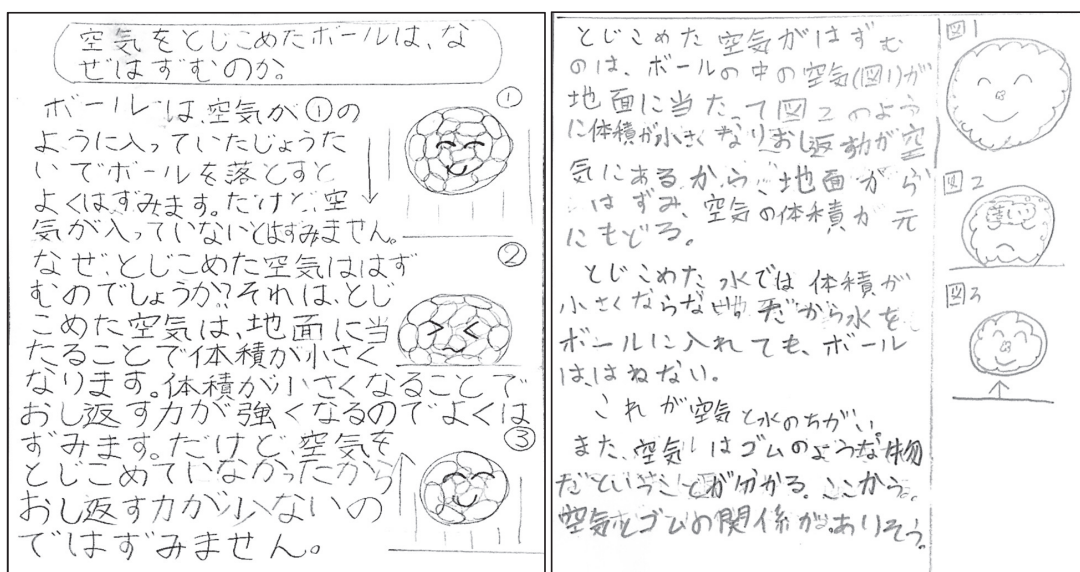 空気をとじこめたボールは、な
ぜはずむのか。
ボールは、空気が①の
ように入っていたじょうた
いでボールを落とすと
よくはずみます。だけど、空
気が入っていないとはずみません。
なぜ、とじこめた空気ははず
むのでしょうか?それは、とじ
こめた空気は、地面に当
たることで体積が小さく
なります。体積が小さくなることで
おし返す力が強くなるのでよくは
ずみます。だけど、空気を
とじこめていなかったから
おし返す力が少ないの
ではずみません。
①
②
③
とじこめた空気がはずむ
のは、ボールの中の空気(図1)が
地面に当たって図2のよう
に体積が小さくなりおし返す力が空
気にあるから、地面から
はずみ、空気の体積が元
にもどる。
とじこめた水では体積が
小さくならない だから水を
ボールに入れても、ボール
は、はねない。
これが空気と水のちがい。
また、空気はゴムのような物
だということが分かる。ここから、
空気とゴムの関係がありそう。
図1
図2
図3